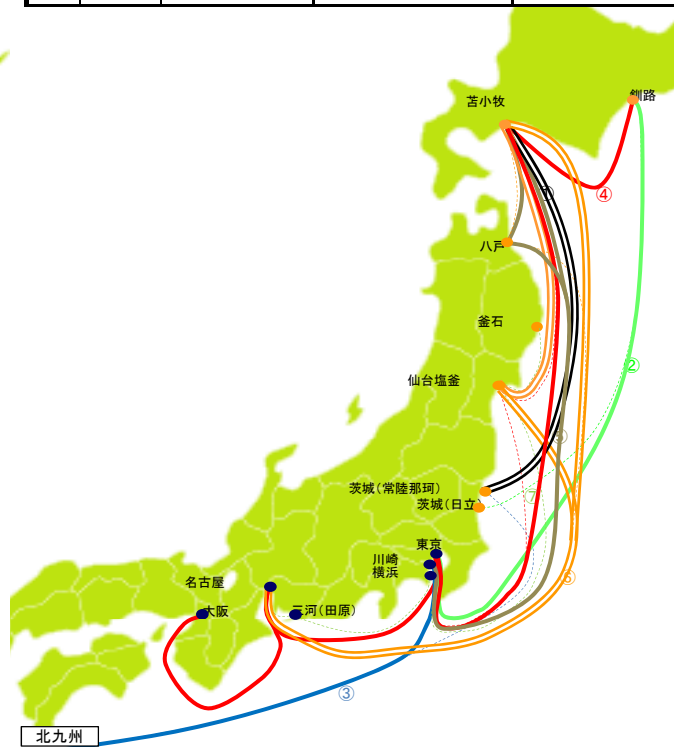 苫小牧
釧路
①
④
八戸
釜石
②
仙台塩釜
茨城(常陸那珂)
⑦
茨城(日立)
東京
川崎
横浜
⑥
名古屋
大阪
三河(田原)
③
北九州